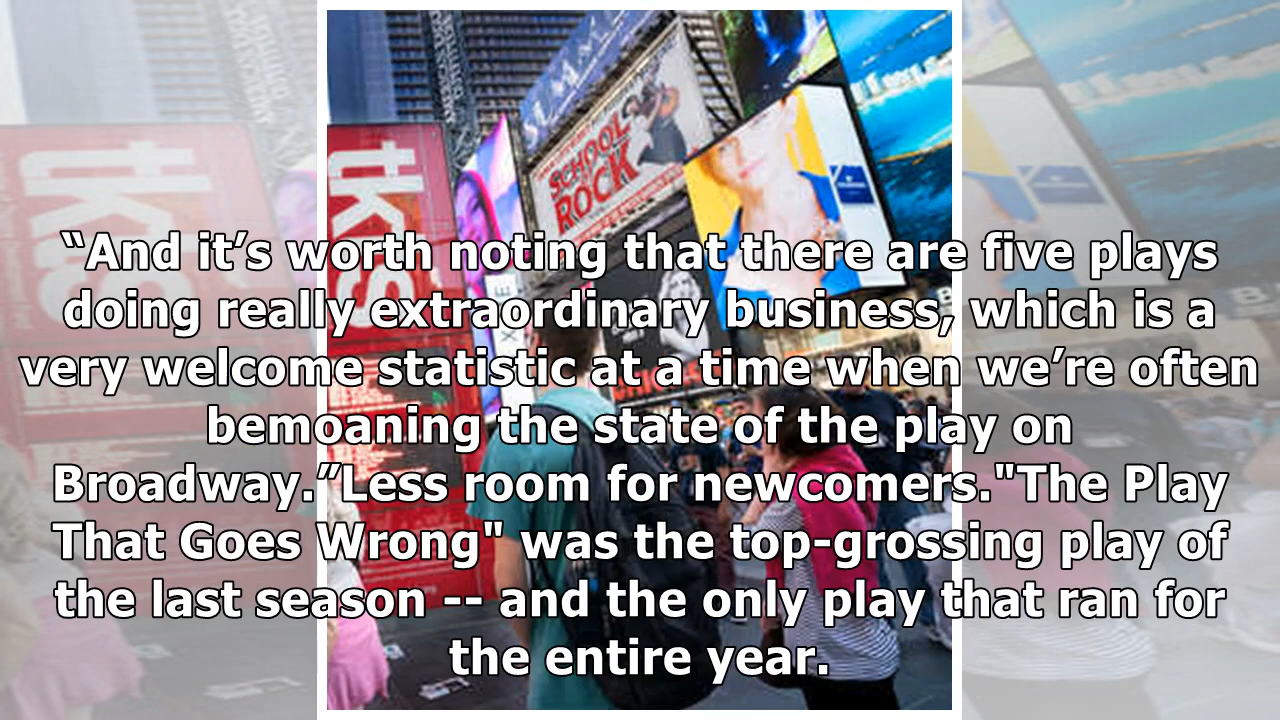 “And it’s worth noting that there are five plays
doing really extraordinary business, which is a
very welcome statistic at a time when we’re often
bemoaning the state of the play on
Broadway.”Less room for newcomers."The Play
That Goes Wrong" was the top-grossing play of
the last season -- and the only play that ran for
the entire year.
tkts
SCHOOL
ROCK